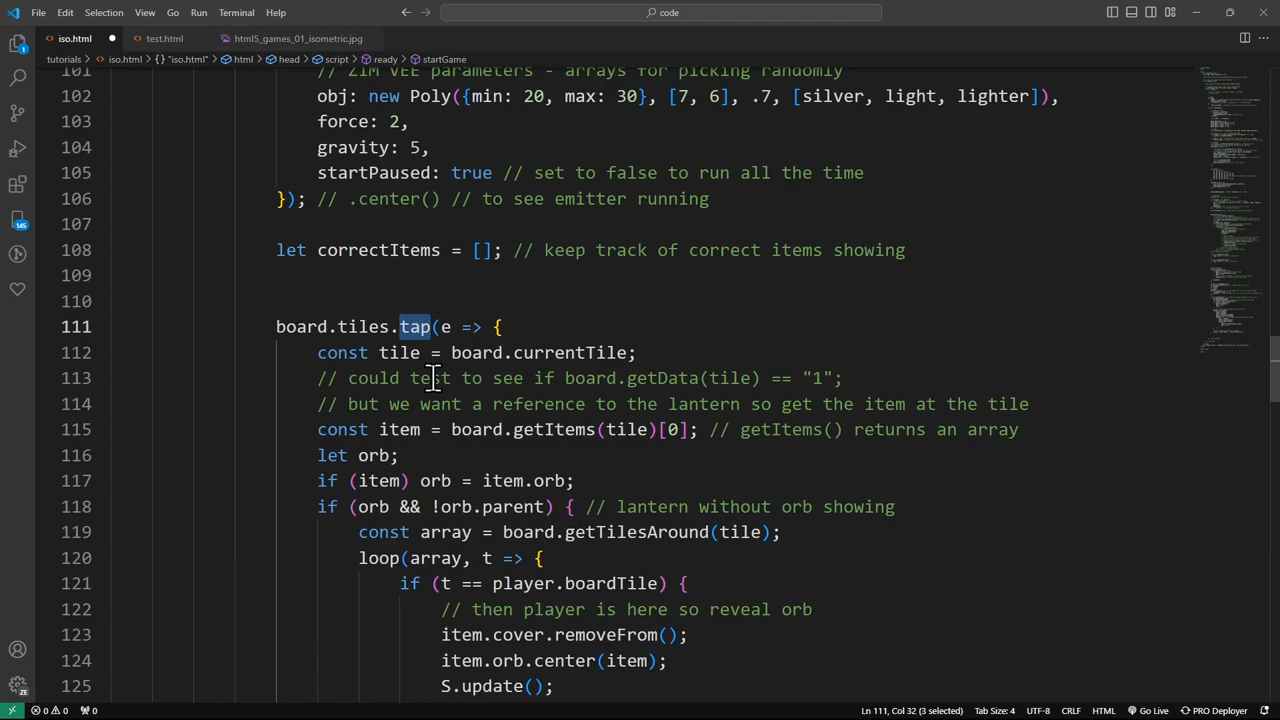 File Edit Selection View Go Run Terminal Help
code
iso.html
test.html
html5_games_01_isometric.jpg
tutorials > iso.html > {} "iso.html" > html > head > script > ready > startGame
101 // ZIM VEE parameters - arrays for picking randomly
102 obj: new Poly({min: 20, max: 30}, [7, 6], .7, [silver, light, lighter]),
103 force: 2,
104 gravity: 5,
105 startPaused: true // set to false to run all the time
106 }); // .center() // to see emitter running
107
108 let correctItems = []; // keep track of correct items showing
109
110
111 board.tiles.tap(e => {
112 const tile = board.currentTile;
113 // could test to see if board.getData(tile) == "1";
114 // but we want a reference to the lantern so get the item at the tile
115 const item = board.getItems(tile)[0]; // getItems() returns an array
116 let orb;
117 if (item) orb = item.orb;
118 if (orb && !orb.parent) { // lantern without orb showing
119 const array = board.getTilesAround(tile);
120 loop(array, t => {
121 if (t == player.boardTile) {
122 // then player is here so reveal orb
123 item.cover.removeFrom();
124 item.orb.center(item);
125 S.update();
1
145
ZE
0 0 0 Ln 111, Col 32 (3 selected) Tab Size: 4 UTF-8 CRLF HTML Go Live PRO Deployer